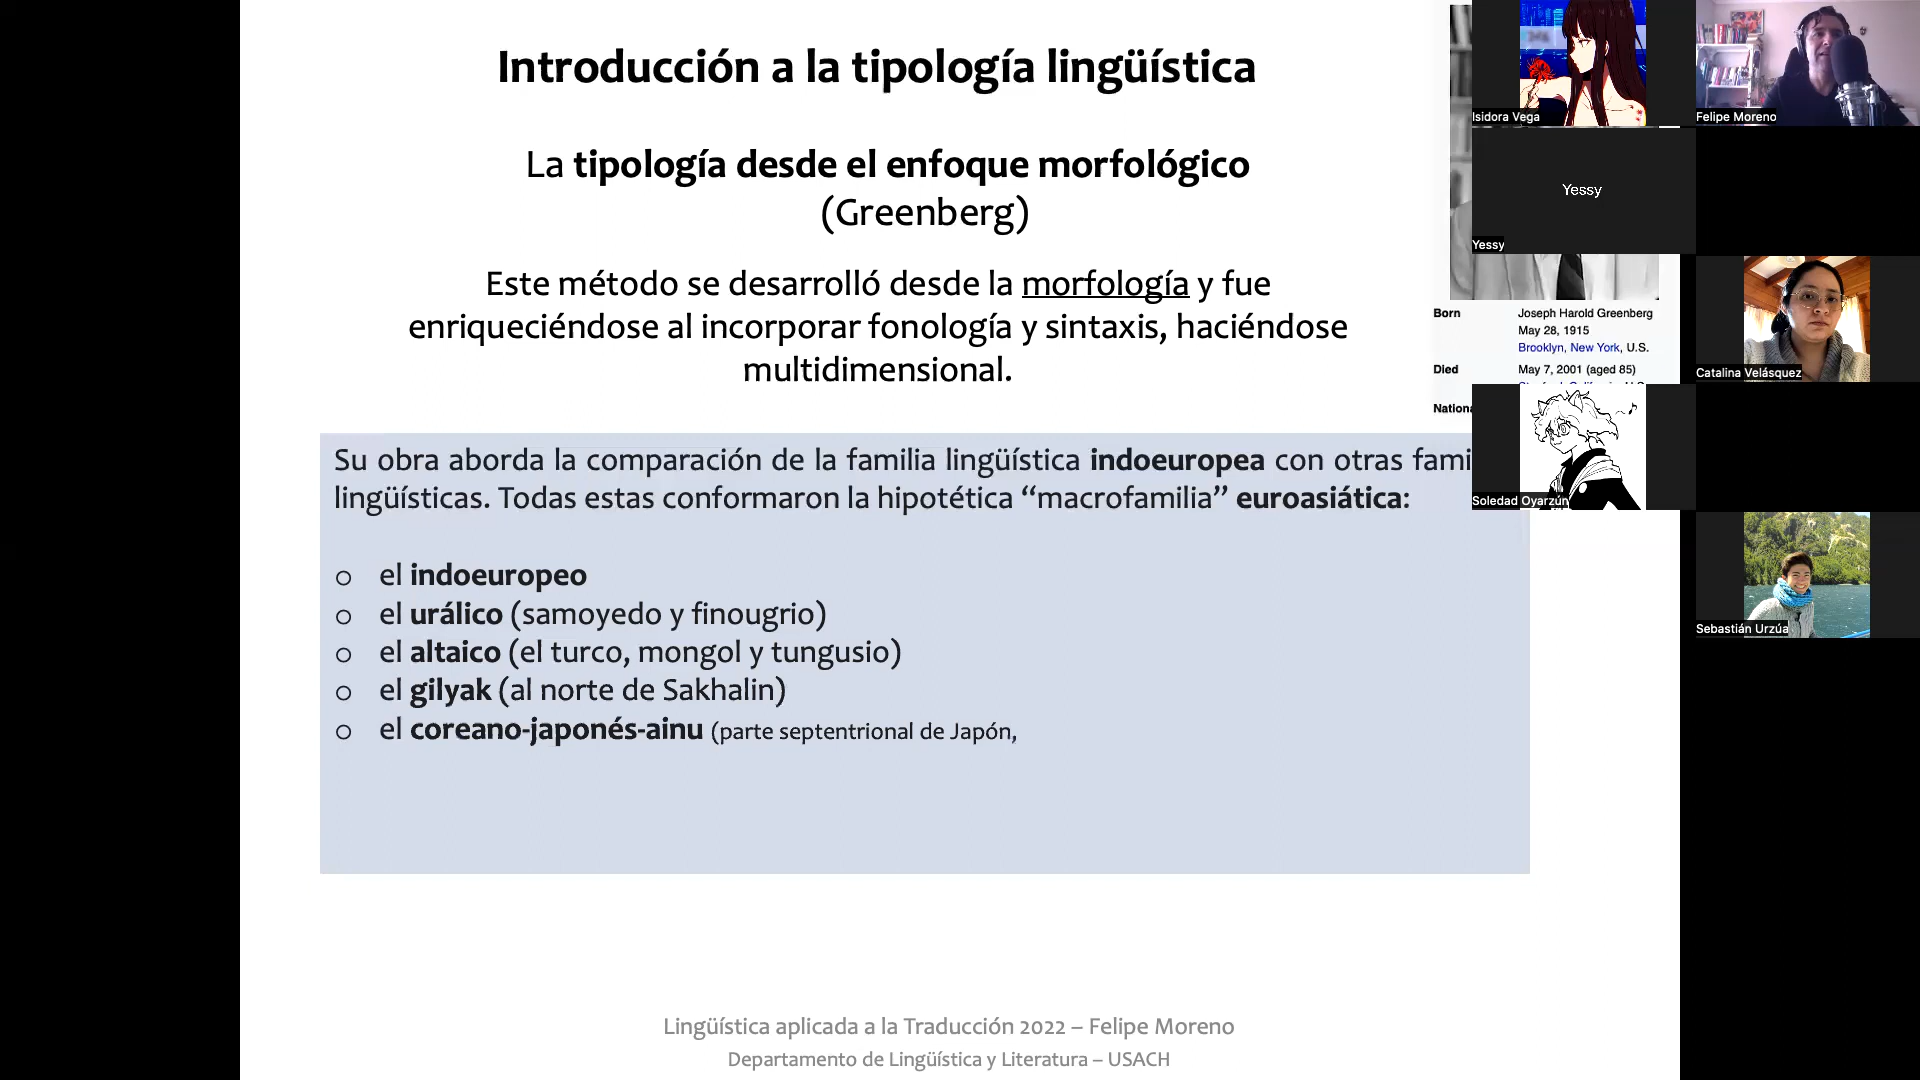 Introducción a la tipología lingüística
La tipología desde el enfoque morfológico
(Greenberg)
Este método se desarrolló desde la morfología y fue
enriqueciéndose al incorporar fonología y sintaxis, haciéndose
multidimensional.
Su obra aborda la comparación de la familia lingüística indoeuropea con otras fami
lingüísticas. Todas estas conformaron la hipotética “macrofamilia” euroasiática:
o el indoeuropeo
o el urálico (samoyedo y finougrio)
o el altaico (el turco, mongol y tungusio)
o el gilyak (al norte de Sakhalin)
o el coreano-japonés-ainu (parte septentrional de Japón,
Lingüística aplicada a la Traducción 2022 – Felipe Moreno
Departamento de Lingüística y Literatura – USACH
Born Joseph Harold Greenberg
May 28, 1915
Brooklyn, New York, U.S.
Died May 7, 2001 (aged 85)
Isidora Vega
Felipe Moreno
Yessy
Yessy
Catalina Velásquez
Soledad Oyarzún
Sebastián Urzúa